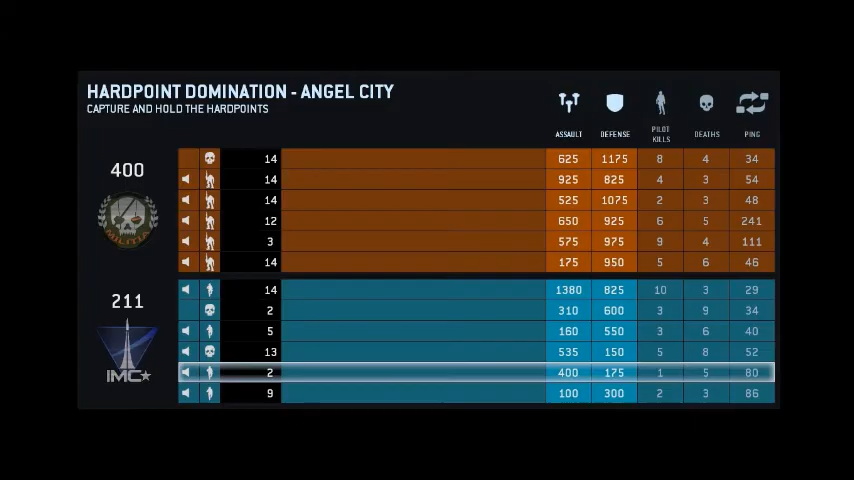 HARDPOINT DOMINATION - ANGEL CITY
CAPTURE AND HOLD THE HARDPOINTS
ASSAULT DEFENSE PILOT KILLS DEATHS PING
400
MILITIA
14 625 1175 8 4 34
14 925 825 4 3 54
14 525 1075 2 3 48
12 650 925 6 5 241
3 575 975 9 4 111
14 175 950 5 6 46
211
IMC
14 1380 825 10 3 29
2 310 600 3 9 34
5 160 550 3 6 40
13 535 150 5 8 52
2 400 175 1 5 80
9 100 300 2 3 86